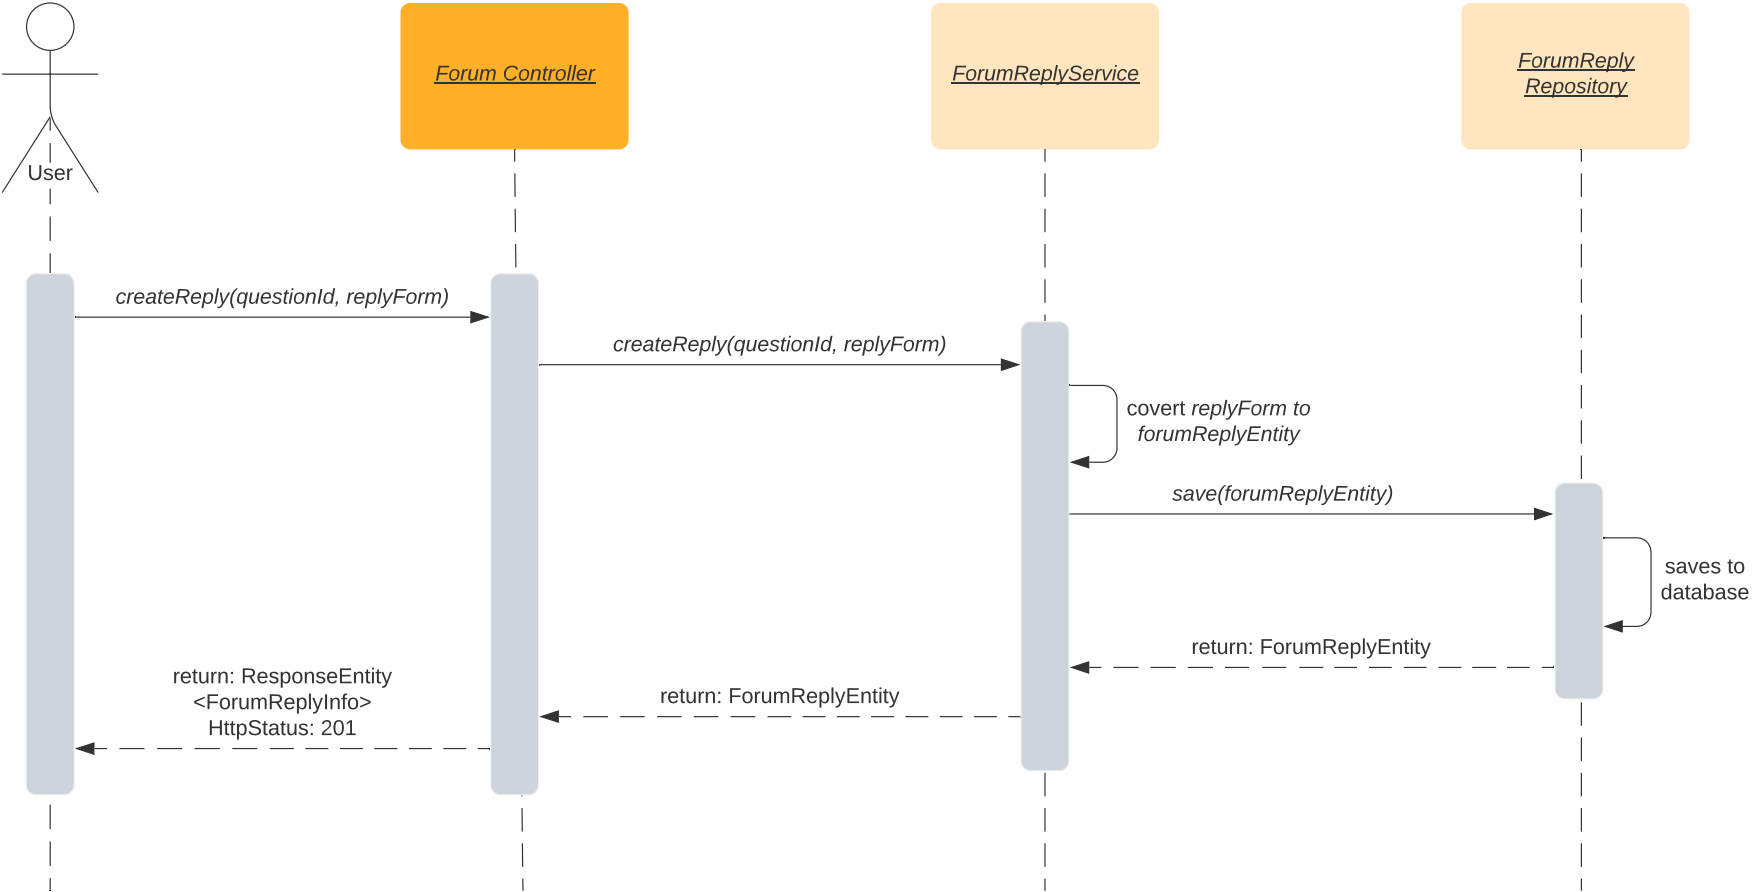 User
Forum Controller
ForumReplyService
ForumReply
Repository
createReply(questionId, replyForm)
createReply(questionId, replyForm)
covert replyForm to
forumReplyEntity
save(forumReplyEntity)
saves to
database
return: ForumReplyEntity
return: ForumReplyEntity
return: ResponseEntity
<ForumReplyInfo>
HttpStatus: 201